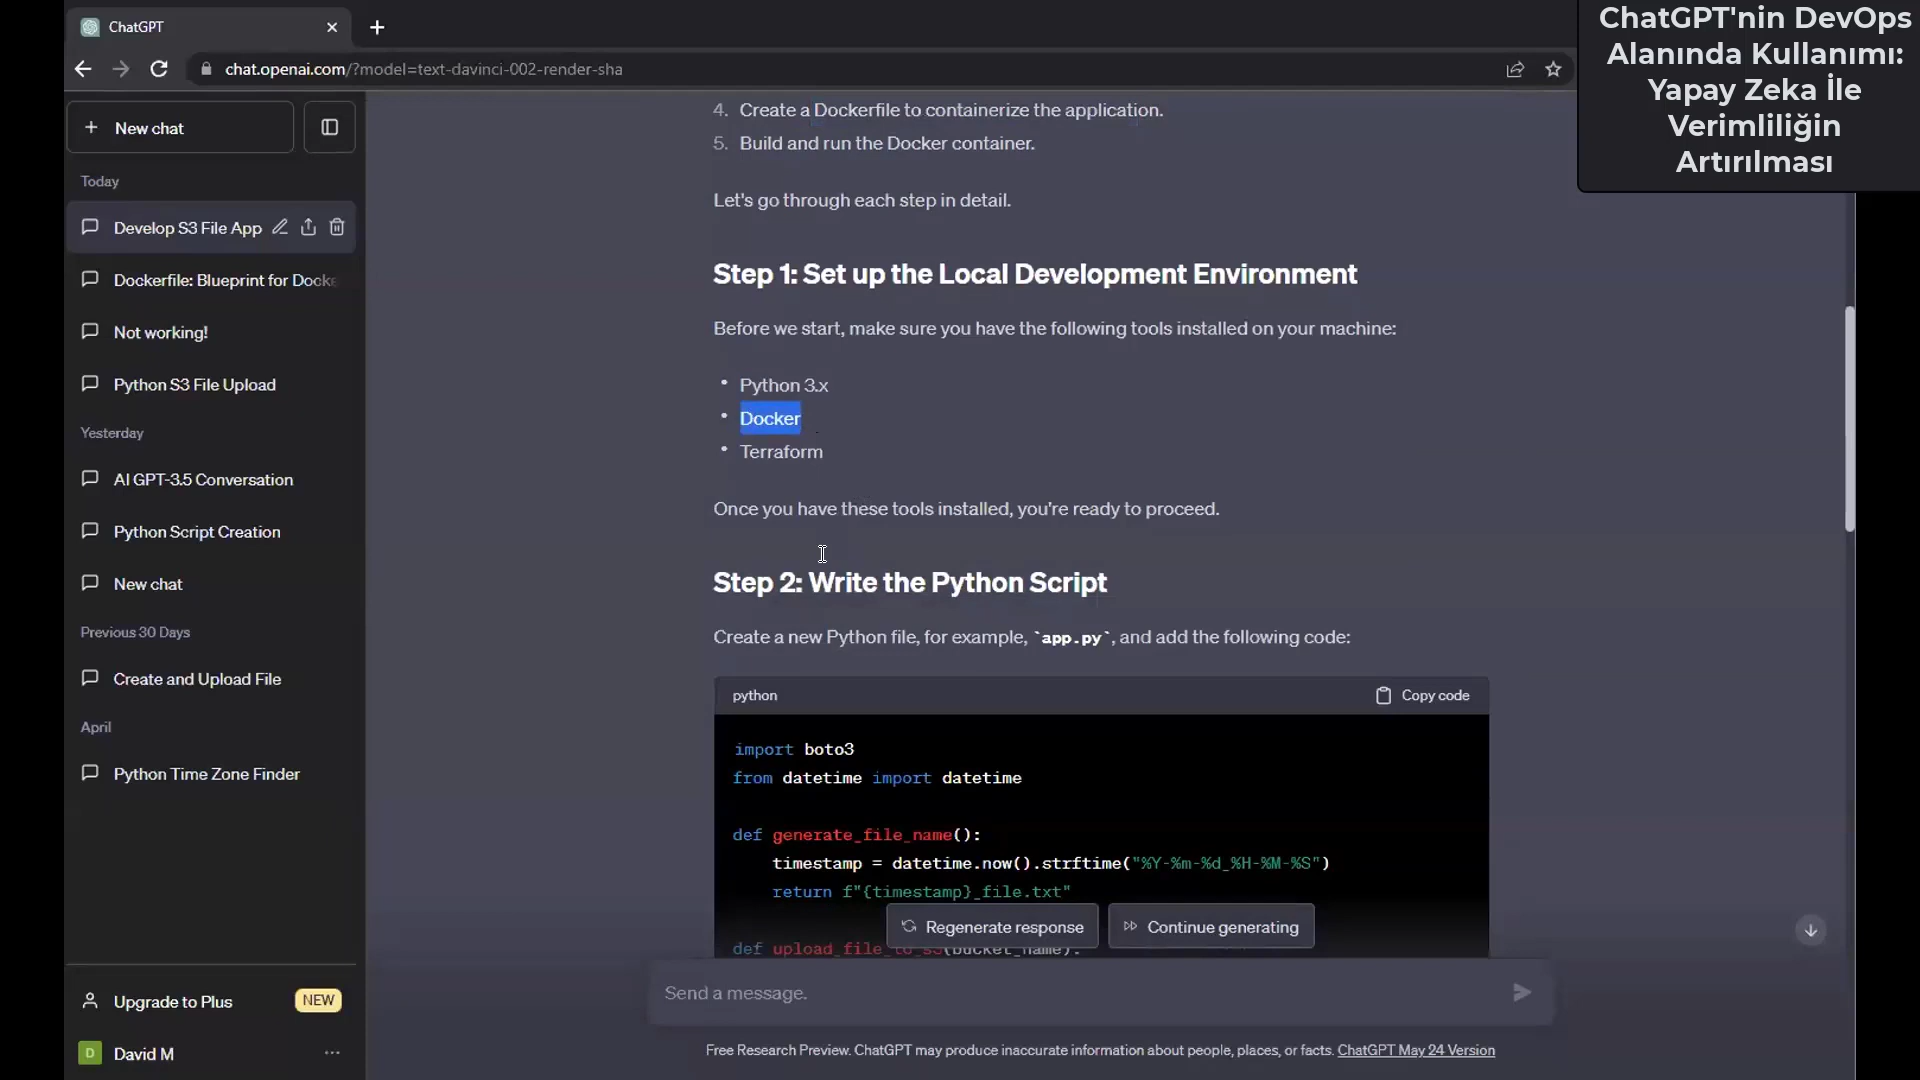 ChatGPT
chat.openai.com/?model=text-davinci-002-render-sha
ChatGPT'nin DevOps
Alanında Kullanımı:
Yapay Zeka İle
Verimliliğin
Artırılması
New chat
Today
Develop S3 File App
Dockerfile: Blueprint for Docke
Not working!
Python S3 File Upload
Yesterday
AI GPT-3.5 Conversation
Python Script Creation
New chat
Previous 30 Days
Create and Upload File
April
Python Time Zone Finder
Upgrade to Plus NEW
D David M
4. Create a Dockerfile to containerize the application.
5. Build and run the Docker container.
Let's go through each step in detail.
Step 1: Set up the Local Development Environment
Before we start, make sure you have the following tools installed on your machine:
• Python 3.x
• Docker
• Terraform
Once you have these tools installed, you're ready to proceed.
Step 2: Write the Python Script
Create a new Python file, for example, `app.py`, and add the following code:
python Copy code
import boto3
from datetime import datetime
def generate_file_name():
timestamp = datetime.now().strftime("%Y-%m-%d_%H-%M-%S")
return f"{timestamp}_file.txt"
def upload_file_to_s3(bucket_name):
Regenerate response Continue generating
Send a message.
Free Research Preview. ChatGPT may produce inaccurate information about people, places, or facts. ChatGPT May 24 Version